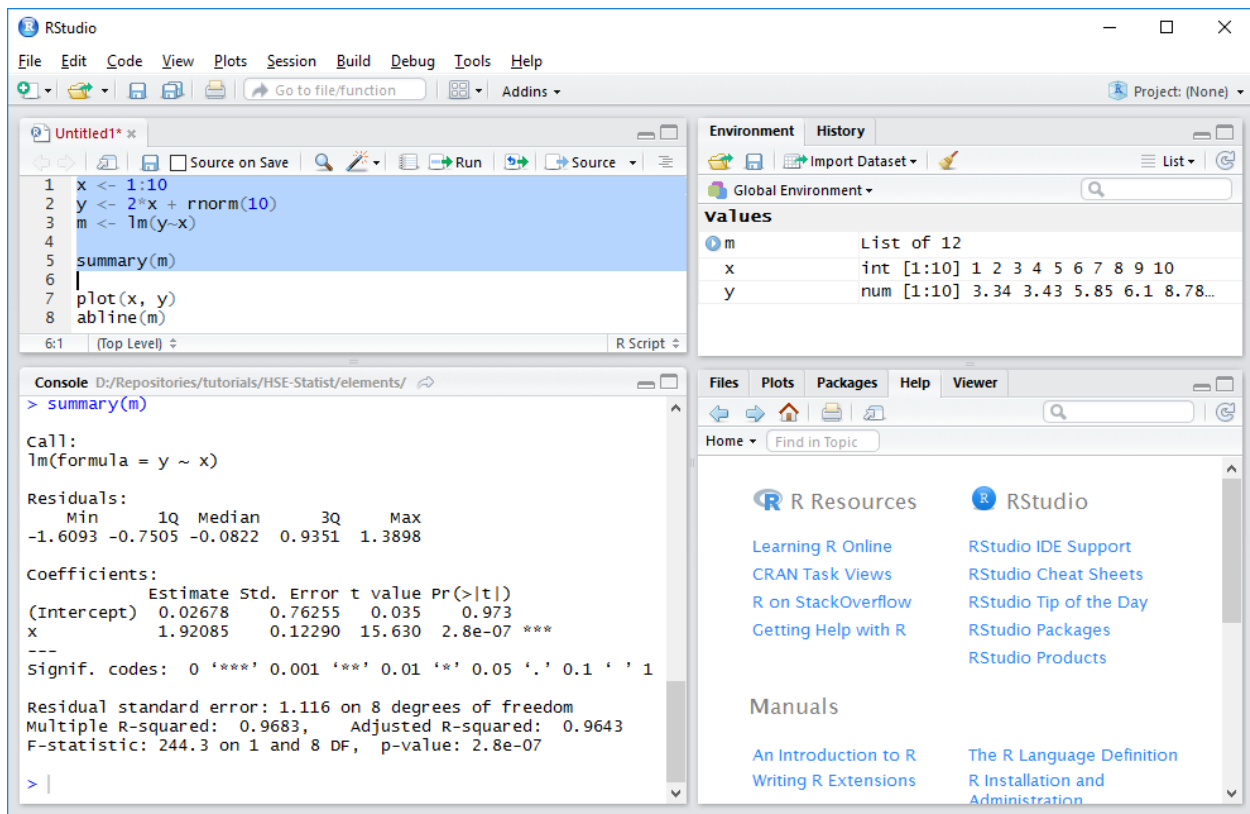 RStudio
File Edit Code View Plots Session Build Debug Tools Help
Go to file/function Addins Project: (None)
Untitled1*
Source on Save Run Source
1 x <- 1:10
2 y <- 2*x + rnorm(10)
3 m <- lm(y~x)
4
5 summary(m)
6
7 plot(x, y)
8 abline(m)
6:1 (Top Level) R Script
Console D:/Repositories/tutorials/HSE-Statist/elements/
> summary(m)
Call:
lm(formula = y ~ x)
Residuals:
Min 1Q Median 3Q Max
-1.6093 -0.7505 -0.0822 0.9351 1.3898
Coefficients:
Estimate Std. Error t value Pr(>|t|)
(Intercept) 0.02678 0.76255 0.035 0.973
x 1.92085 0.12290 15.630 2.8e-07 ***
---
Signif. codes: 0 ‘***’ 0.001 ‘**’ 0.01 ‘*’ 0.05 ‘.’ 0.1 ‘ ’ 1
Residual standard error: 1.116 on 8 degrees of freedom
Multiple R-squared: 0.9683, Adjusted R-squared: 0.9643
F-statistic: 244.3 on 1 and 8 DF, p-value: 2.8e-07
>
Environment History
Import Dataset List
Global Environment
Values
m List of 12
x int [1:10] 1 2 3 4 5 6 7 8 9 10
y num [1:10] 3.34 3.43 5.85 6.1 8.78…
Files Plots Packages Help Viewer
Home Find in Topic
R Resources
Learning R Online
CRAN Task Views
R on StackOverflow
Getting Help with R
RStudio
RStudio IDE Support
RStudio Cheat Sheets
RStudio Tip of the Day
RStudio Packages
RStudio Products
Manuals
An Introduction to R
Writing R Extensions
The R Language Definition
R Installation and
Administration